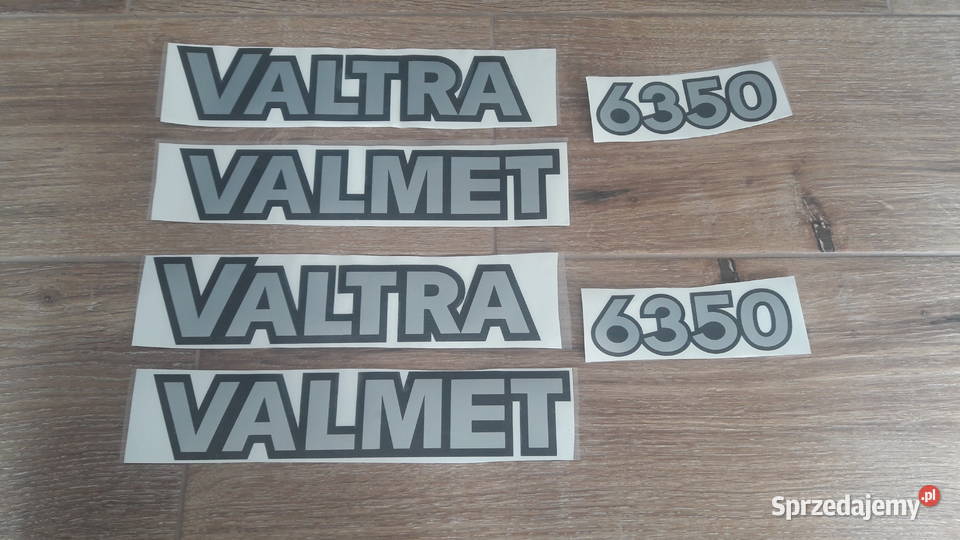 VALTRA
6350
VALMET
VALTRA
6350
VALMET
Sprzedajemy.pl